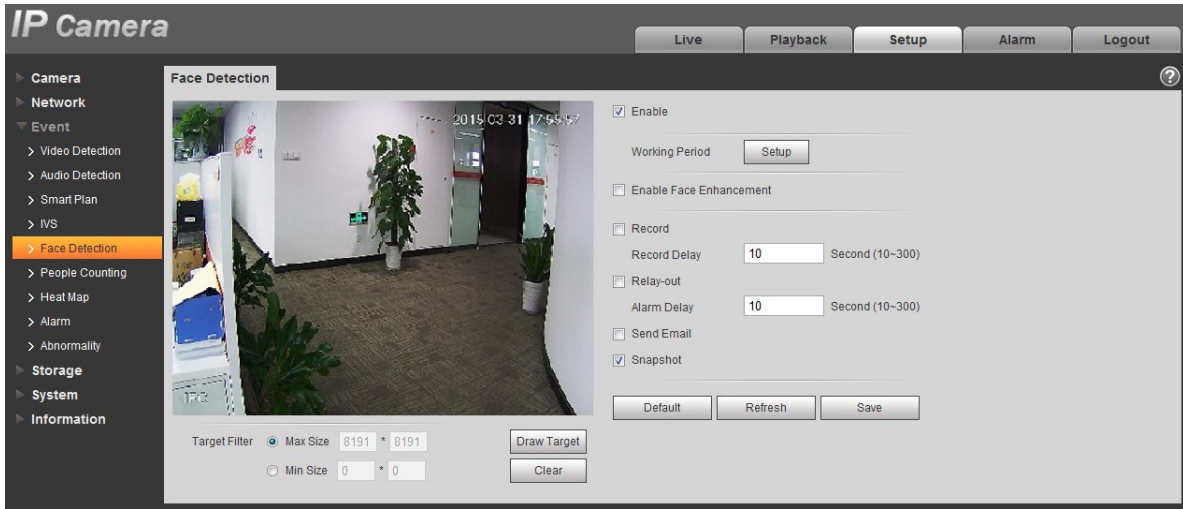 IP Camera
Live Playback Setup Alarm Logout
Camera
Network
Event
Video Detection
Audio Detection
Smart Plan
IVS
Face Detection
People Counting
Heat Map
Alarm
Abnormality
Storage
System
Information
Face Detection
?
2015-03-31 17:55:57
IPC
Target Filter Max Size 8191 * 8191 Draw Target
Min Size 0 * 0 Clear
Enable
Working Period Setup
Enable Face Enhancement
Record
Record Delay 10 Second (10~300)
Relay-out
Alarm Delay 10 Second (10~300)
Send Email
Snapshot
Default Refresh Save